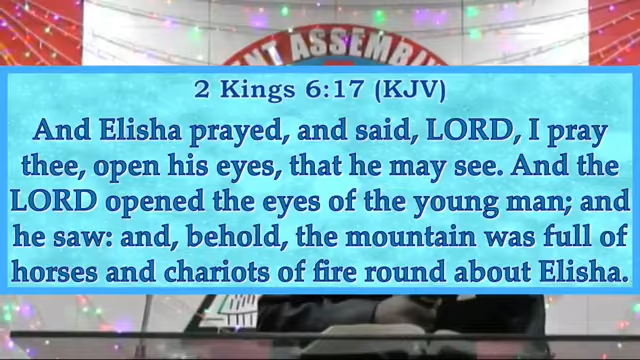 NT ASSEMB
2 Kings 6:17 (KJV)
And Elisha prayed, and said, LORD, I pray
thee, open his eyes, that he may see. And the
LORD opened the eyes of the young man; and
he saw: and, behold, the mountain was full of
horses and chariots of fire round about Elisha.